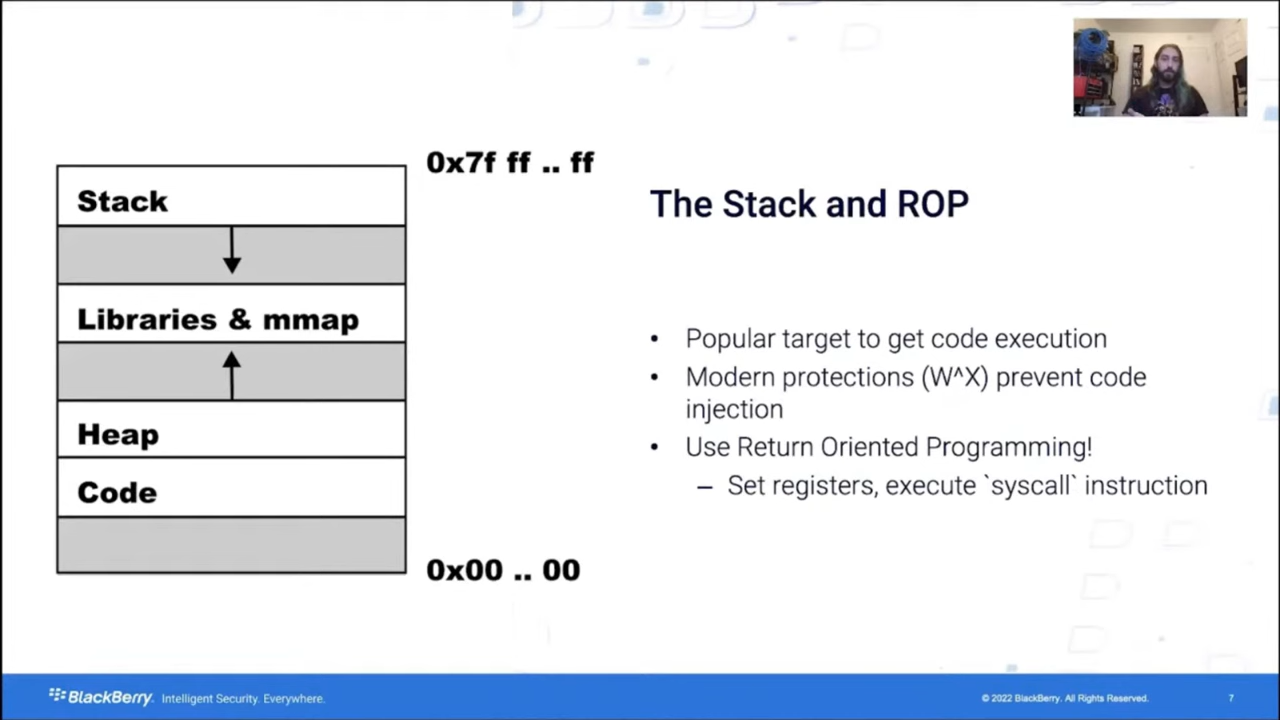 0x7f ff .. ff
Stack
Libraries & mmap
Heap
Code
0x00 .. 00
The Stack and ROP
• Popular target to get code execution
• Modern protections (W^X) prevent code
injection
• Use Return Oriented Programming!
– Set registers, execute `syscall` instruction
BlackBerry. Intelligent Security. Everywhere.
© 2022 BlackBerry. All Rights Reserved. 7